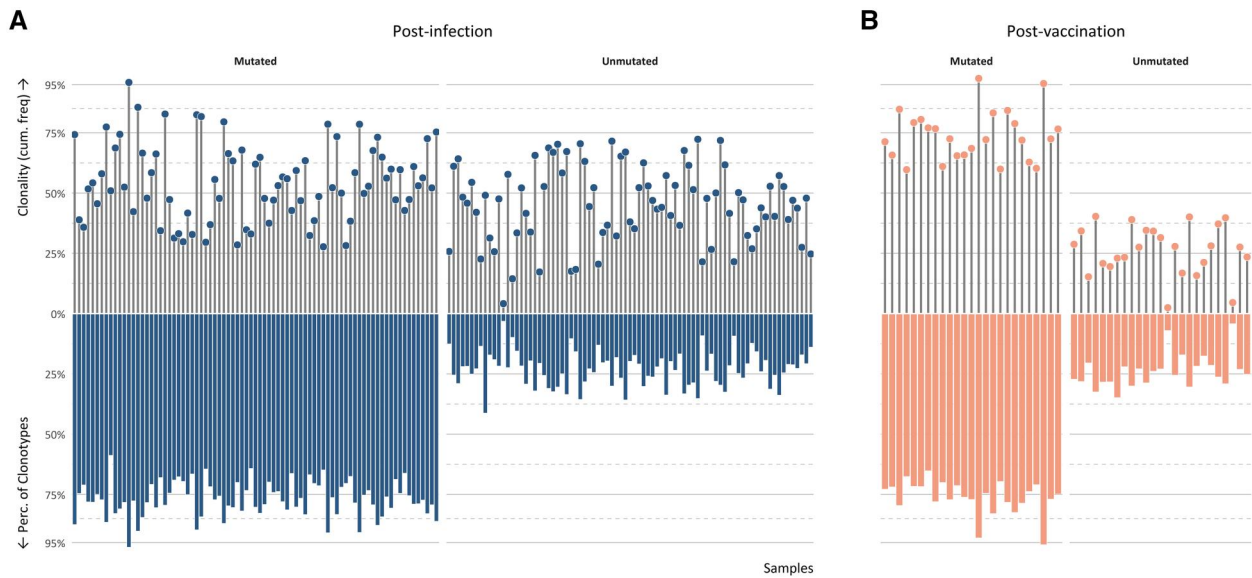 A
Post-infection
Mutated
Unmutated
Clonality (cum. freq) →
← Perc. of Clonotypes
95%
75%
50%
25%
0%
25%
50%
75%
95%
Samples
B
Post-vaccination
Mutated
Unmutated